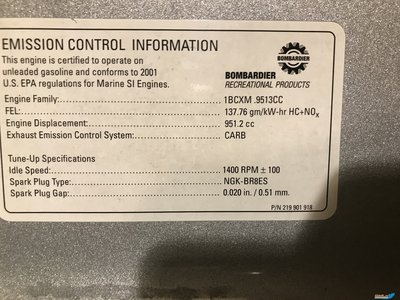 EMISSION CONTROL INFORMATION
This engine is certified to operate on
unleaded gasoline and conforms to 2001
U.S. EPA regulations for Marine SI Engines.
BOMBARDIER
BOMBARDIER
RECREATIONAL PRODUCTS
Engine Family: 1BCXM .9513CC
FEL: 137.76 gm/kW-hr HC+NOx
Engine Displacement: 951.2 cc
Exhaust Emission Control System: CARB
Tune-Up Specifications
Idle Speed: 1400 RPM ± 100
Spark Plug Type: NGK-BR8ES
Spark Plug Gap: 0.020 in./ 0.51 mm.
P/N 219 901 918